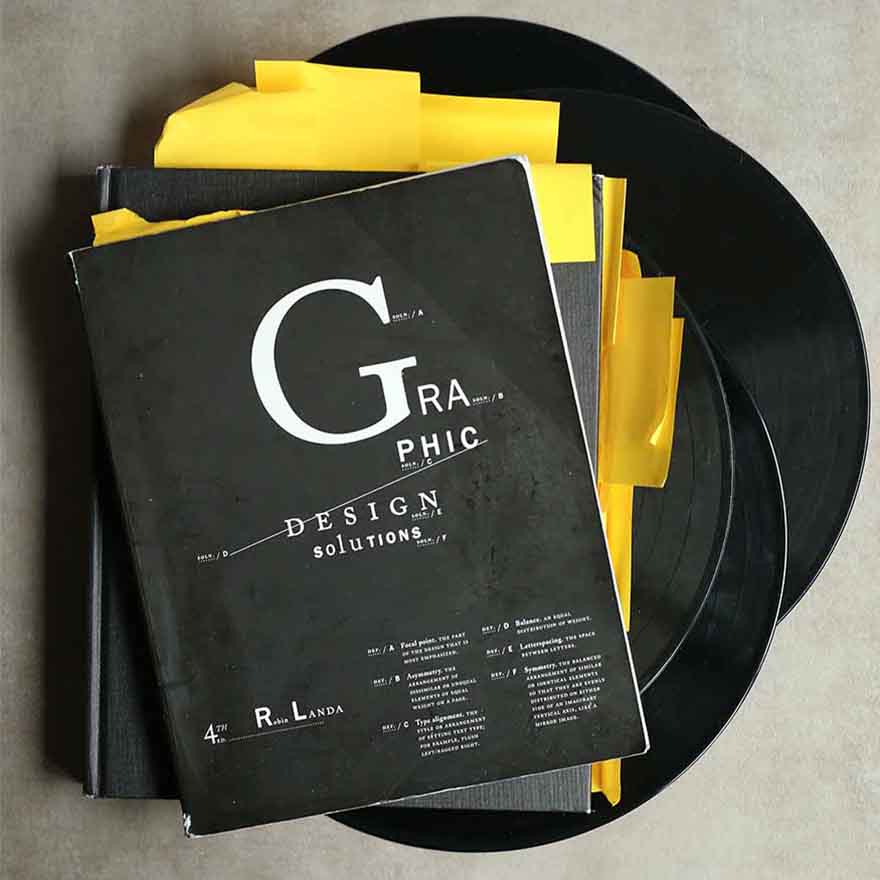 G
SOLN. / A
RA
SOLN. / B
PHIC
SOLN. / C
DESIGN
SOLN. / E
SOLN. / D
SOluTIONS
SOLN. / F
DEF. / A Focal point. THE PART
OF THE DESIGN THAT IS
MOST EMPHASIZED.
DEF. / B Asymmetry. THE
ARRANGEMENT OF
DISSIMILAR OR UNEQUAL
ELEMENTS OF EQUAL
WEIGHT ON A PAGE.
DEF. / C Type alignment. THE
STYLE OR ARRANGEMENT
OF SETTING TEXT TYPE;
FOR EXAMPLE, FLUSH
LEFT/RAGGED RIGHT.
DEF. / D Balance. AN EQUAL
DISTRIBUTION OF WEIGHT.
DEF. / E Letterspacing. THE SPACE
BETWEEN LETTERS.
DEF. / F Symmetry. THE BALANCED
ARRANGEMENT OF SIMILAR
OR IDENTICAL ELEMENTS
SO THAT THEY ARE EVENLY
DISTRIBUTED ON EITHER
SIDE OF AN IMAGINARY
VERTICAL AXIS, LIKE A
MIRROR IMAGE.
4TH
ED.
Robin LANDA